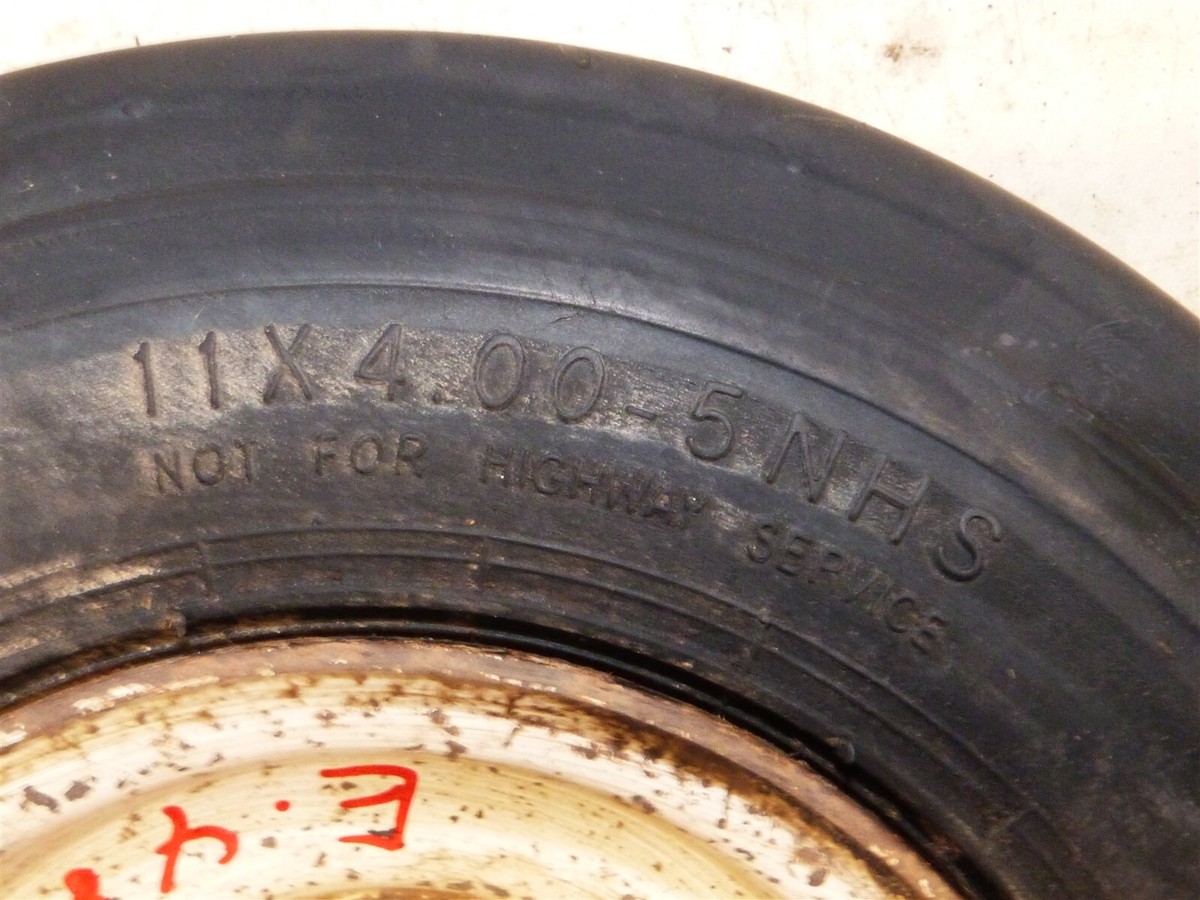 11X4.00-5NHS
NOT FOR HIGHWAY SERVICE